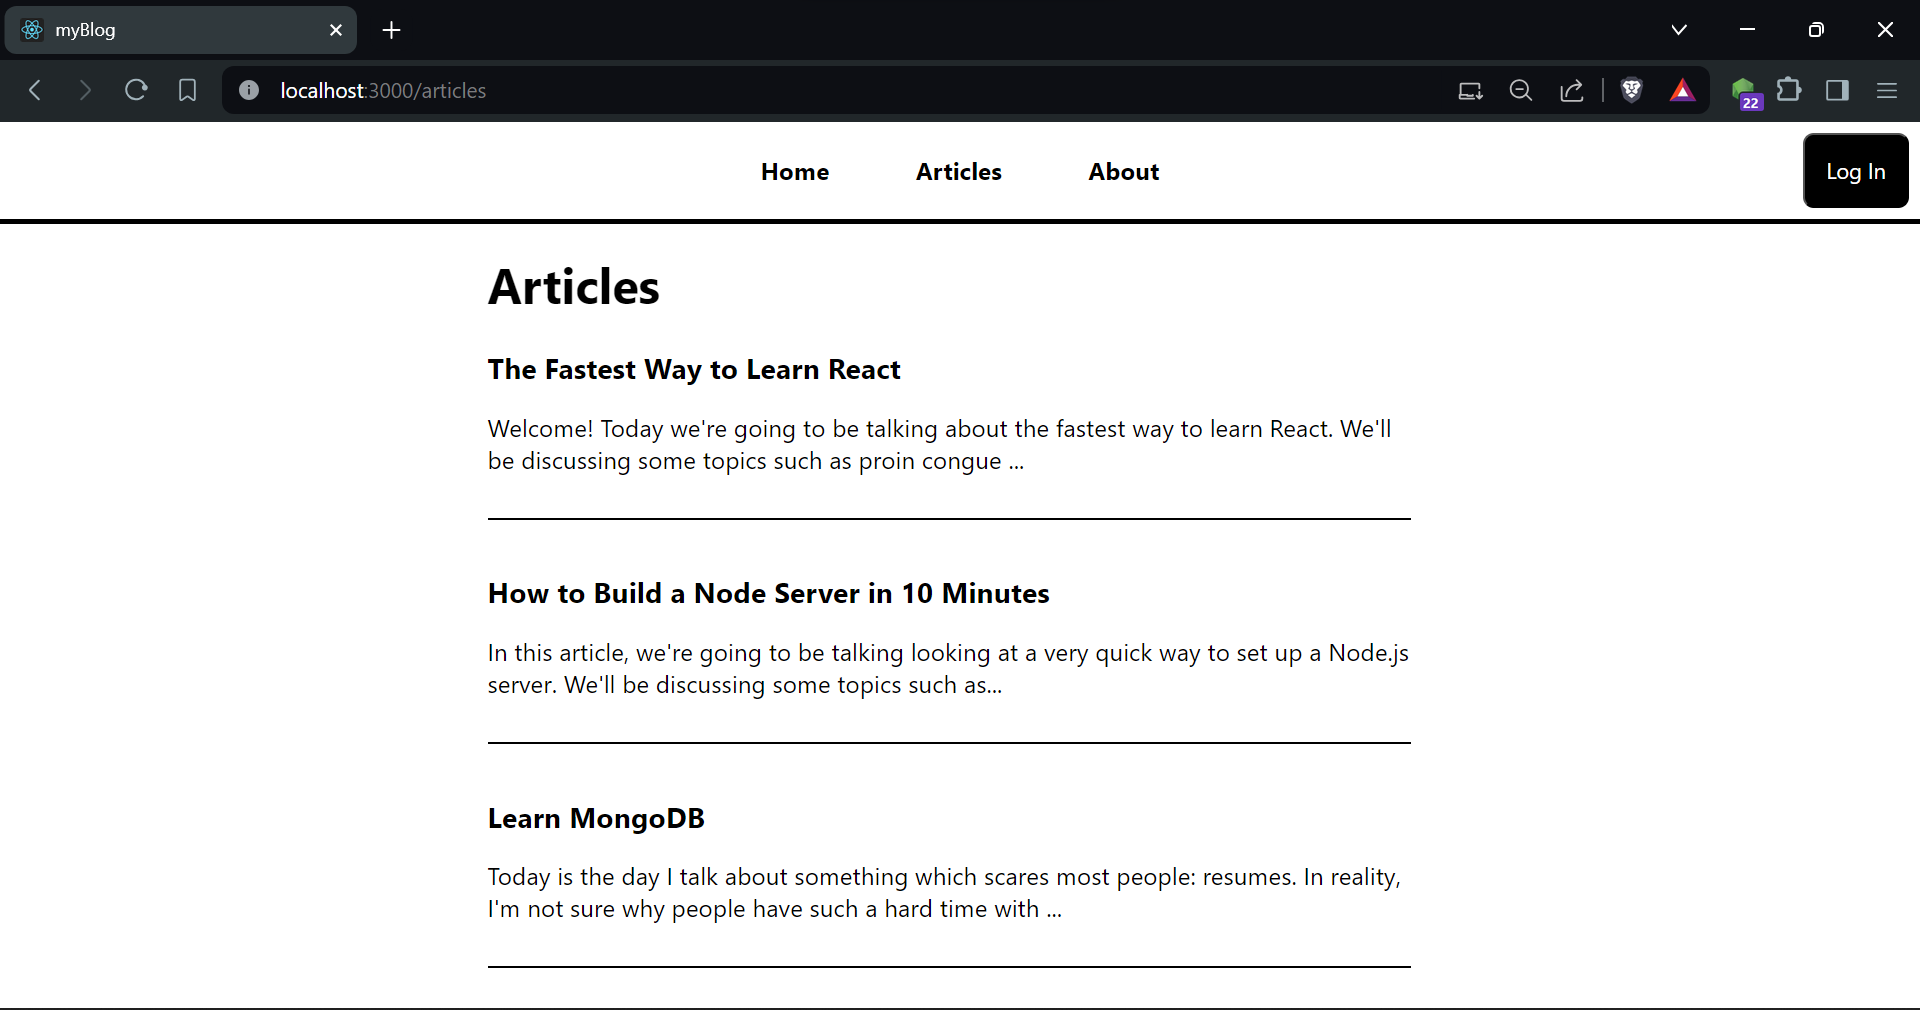 myBlog
localhost:3000/articles
22
Home Articles About Log In
Articles
The Fastest Way to Learn React
Welcome! Today we're going to be talking about the fastest way to learn React. We'll
be discussing some topics such as proin congue ...
How to Build a Node Server in 10 Minutes
In this article, we're going to be talking looking at a very quick way to set up a Node.js
server. We'll be discussing some topics such as...
Learn MongoDB
Today is the day I talk about something which scares most people: resumes. In reality,
I'm not sure why people have such a hard time with ...